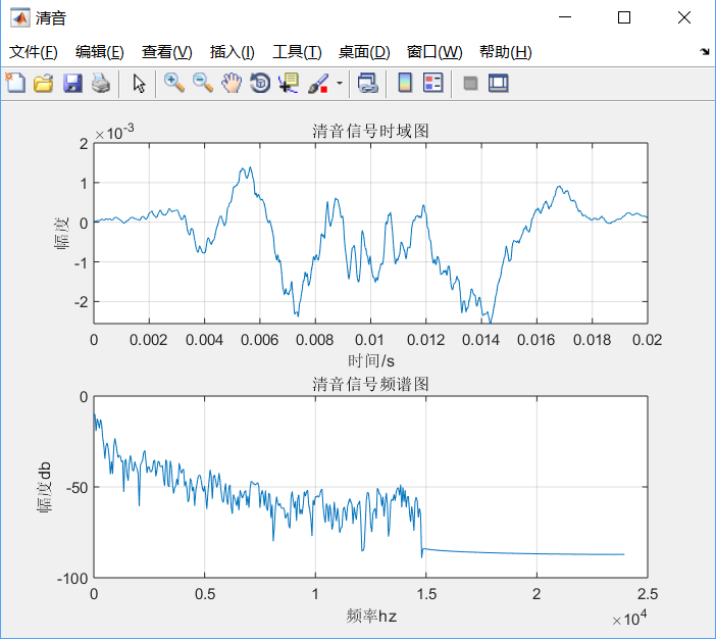 清音
文件(F) 编辑(E) 查看(V) 插入(I) 工具(T) 桌面(D) 窗口(W) 帮助(H)
×10-3
清音信号时域图
2
1
0
-1
-2
幅度
0 0.002 0.004 0.006 0.008 0.01 0.012 0.014 0.016 0.018 0.02
时间/s
清音信号频谱图
0
-50
-100
幅度db
0 0.5 1 1.5 2 2.5
频率hz
×104